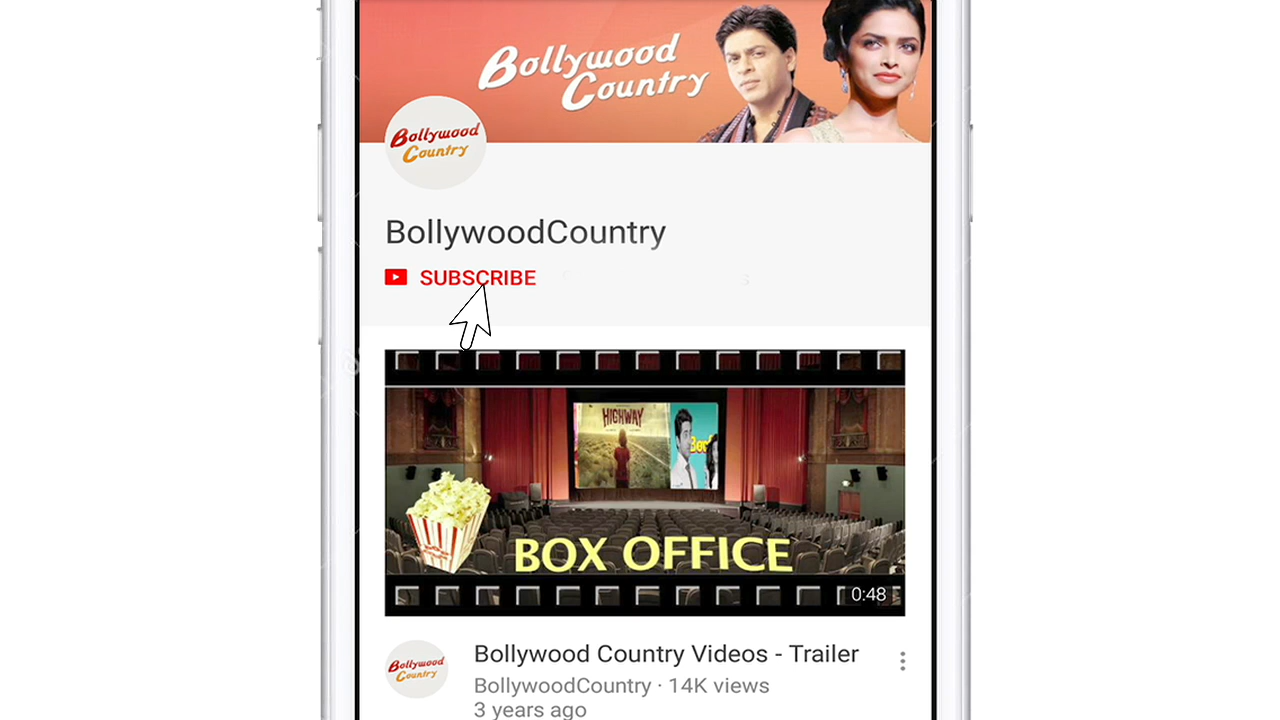 Bollywood
Country
Bollywood
Country
BollywoodCountry
SUBSCRIBE
HIGHWAY
BOX OFFICE
0:48
Bollywood
Country
Bollywood Country Videos - Trailer
BollywoodCountry · 14K views
3 years ago